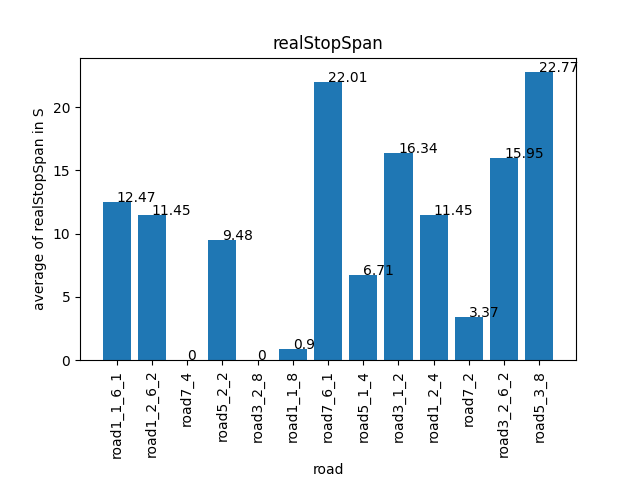 realStopSpan
average of realStopSpan in S
20
15
10
5
0
12.47
11.45
0
9.48
0
0.9
22.01
6.71
16.34
11.45
3.37
15.95
22.77
road1_1_6_1
road1_2_6_2
road7_4
road5_2_2
road3_2_8
road1_1_8
road7_6_1
road5_1_4
road3_1_2
road1_2_4
road7_2
road3_2_6_2
road5_3_8
road